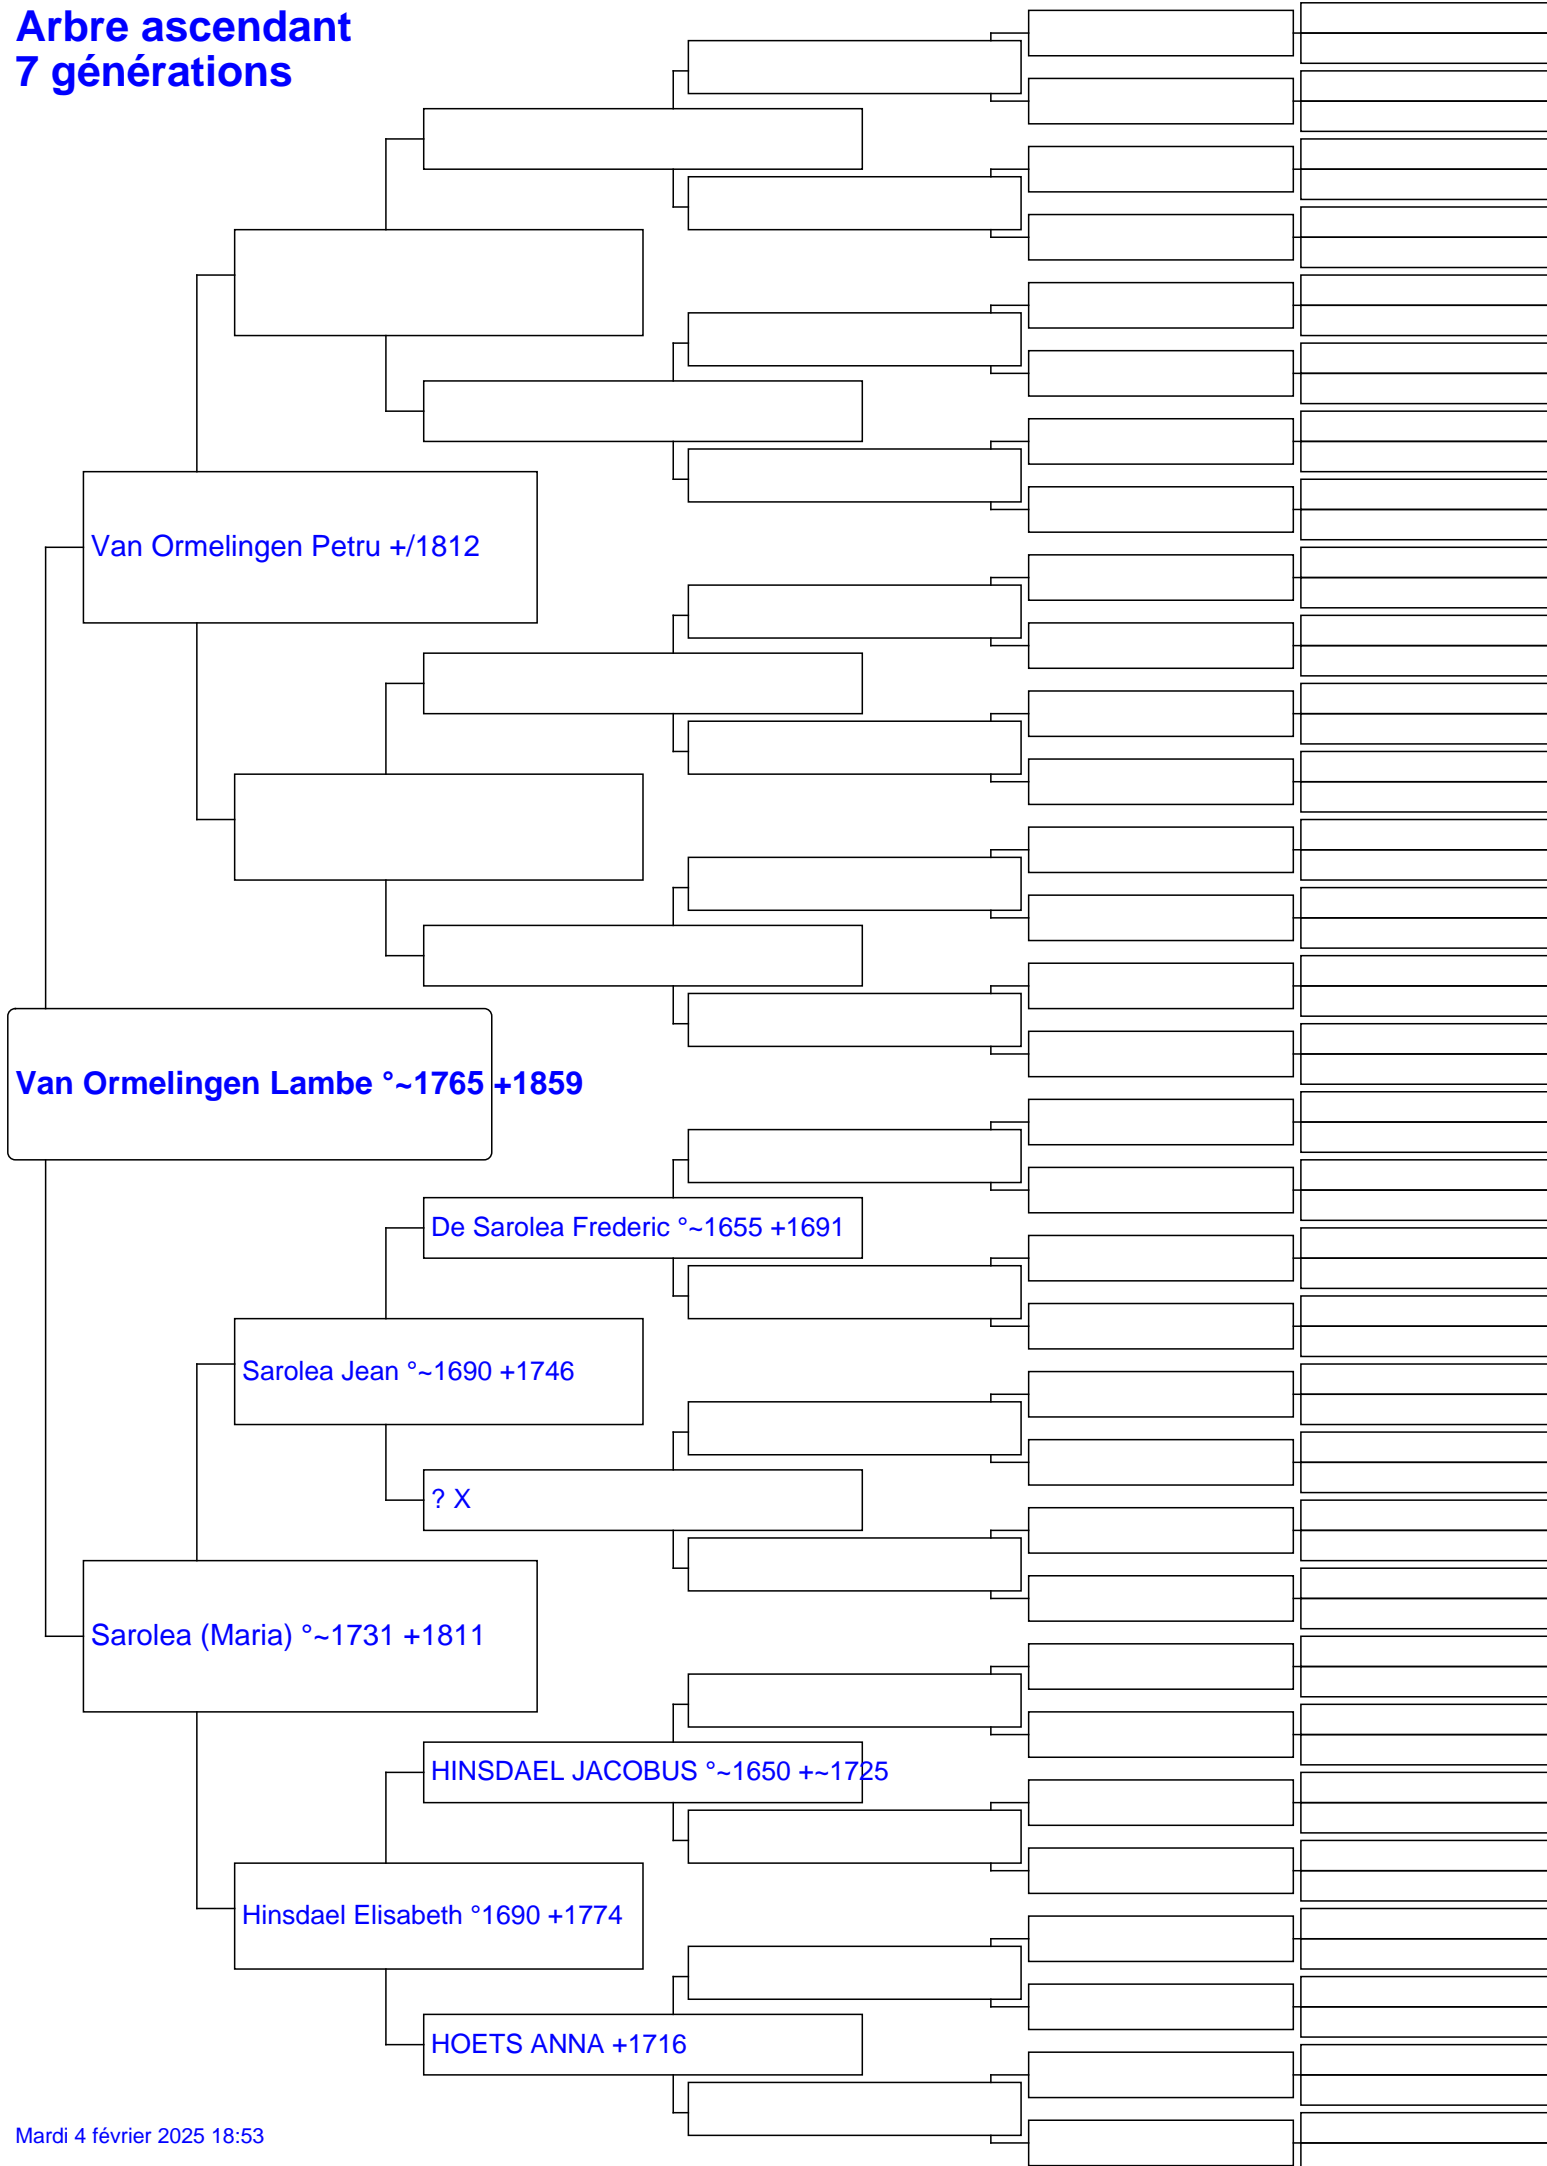 Arbre ascendant
7 générations
Van Ormelingen Petru +/1812
Van Ormelingen Lambe °~1765 +1859
De Sarolea Frederic °~1655 +1691
Sarolea Jean °~1690 +1746
? X
Sarolea (Maria) °~1731 +1811
HINSDAEL JACOBUS °~1650 +~1725
Hinsdael Elisabeth °1690 +1774
HOETS ANNA +1716
Mardi 4 février 2025 18:53